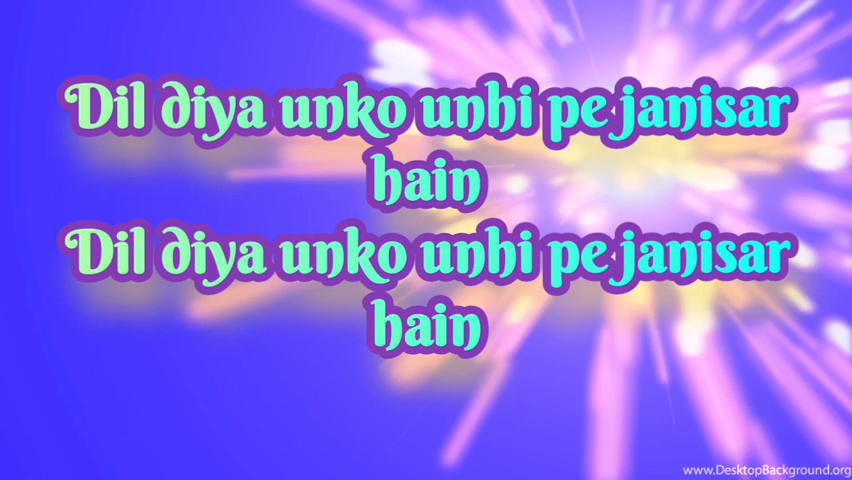 Dil diya unko unhi pe janisar
hain
Dil diya unko unhi pe janisar
hain
www.DesktopBackground.org